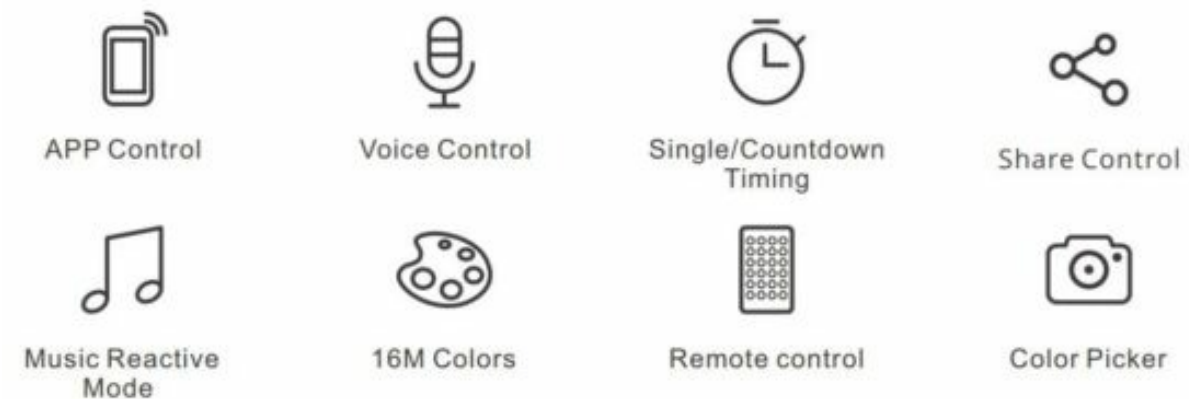 APP Control
Voice Control
Single/Countdown
Timing
Share Control
Music Reactive
Mode
16M Colors
Remote control
Color Picker